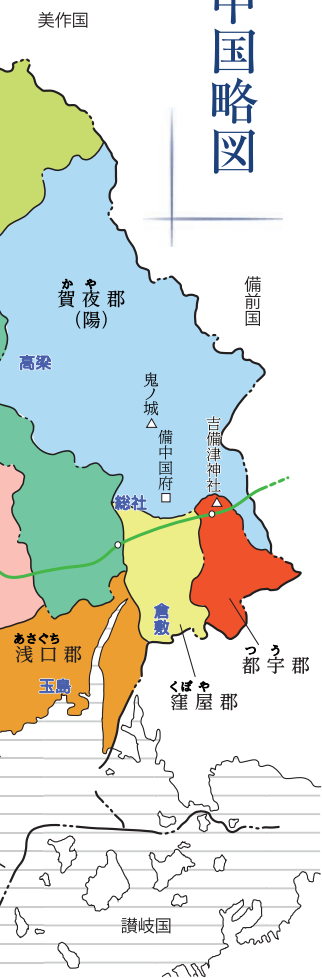 中国略図
美作国
備前国
かや
賀夜郡
(陽)
高梁
鬼ノ城
備中国府
吉備津神社
総社
倉敷
あさぐち
浅口郡
玉島
つう
都宇郡
くぼや
窪屋郡
讃岐国